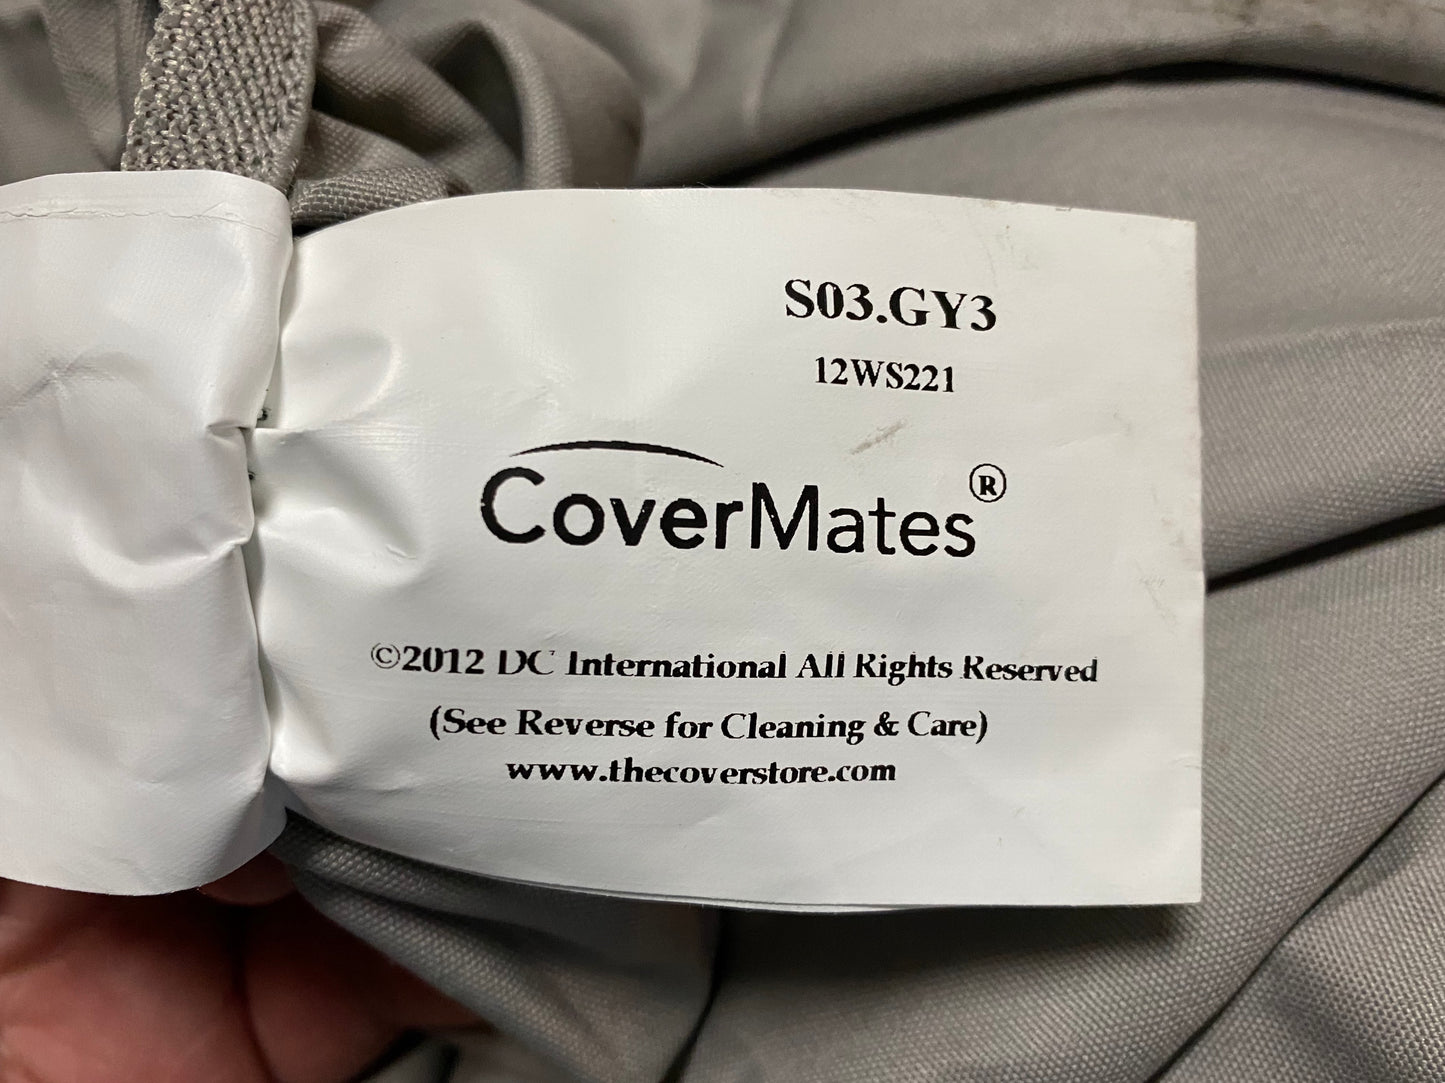 S03.GY3
12WS221
CoverMates®
©2012 DC International All Rights Reserved
(See Reverse for Cleaning & Care)
www.thecoverstore.com